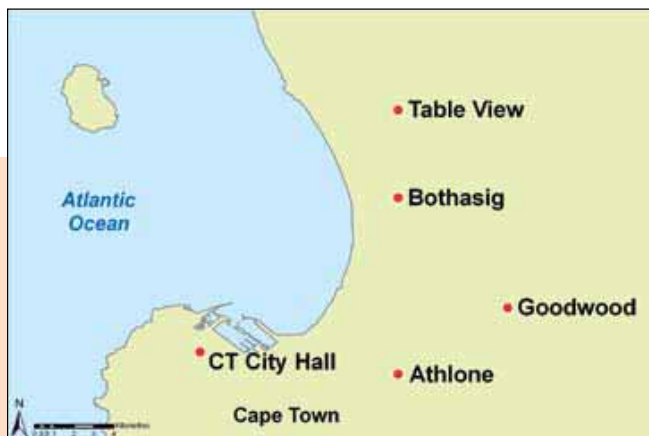 Table View
Bothasig
Atlantic
Ocean
Goodwood
CT City Hall
Athlone
Cape Town
N